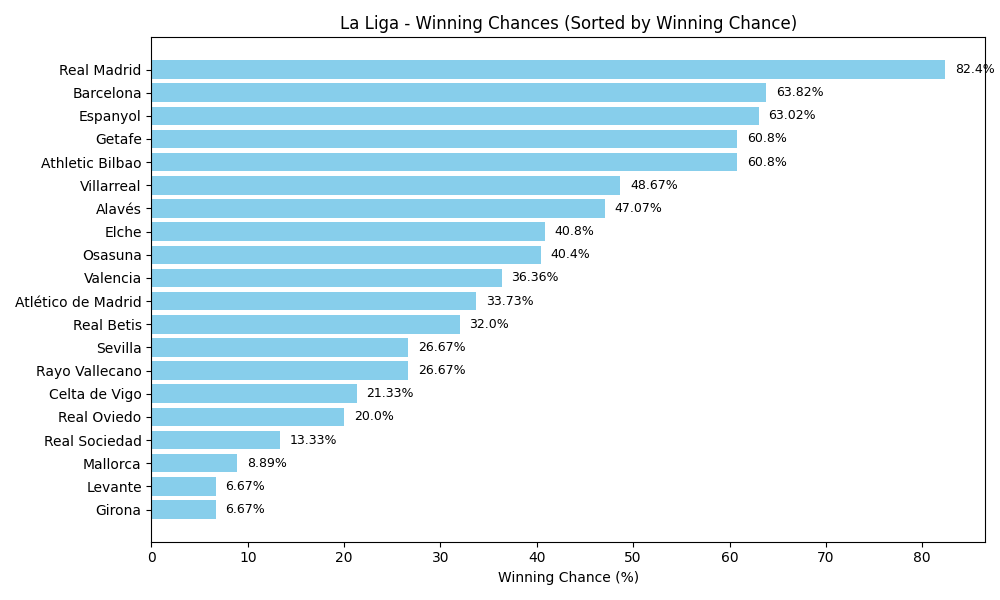 La Liga - Winning Chances (Sorted by Winning Chance)
Real Madrid 82.4%
Barcelona 63.82%
Espanyol 63.02%
Getafe 60.8%
Athletic Bilbao 60.8%
Villarreal 48.67%
Alavés 47.07%
Elche 40.8%
Osasuna 40.4%
Valencia 36.36%
Atlético de Madrid 33.73%
Real Betis 32.0%
Sevilla 26.67%
Rayo Vallecano 26.67%
Celta de Vigo 21.33%
Real Oviedo 20.0%
Real Sociedad 13.33%
Mallorca 8.89%
Levante 6.67%
Girona 6.67%
0 10 20 30 40 50 60 70 80
Winning Chance (%)